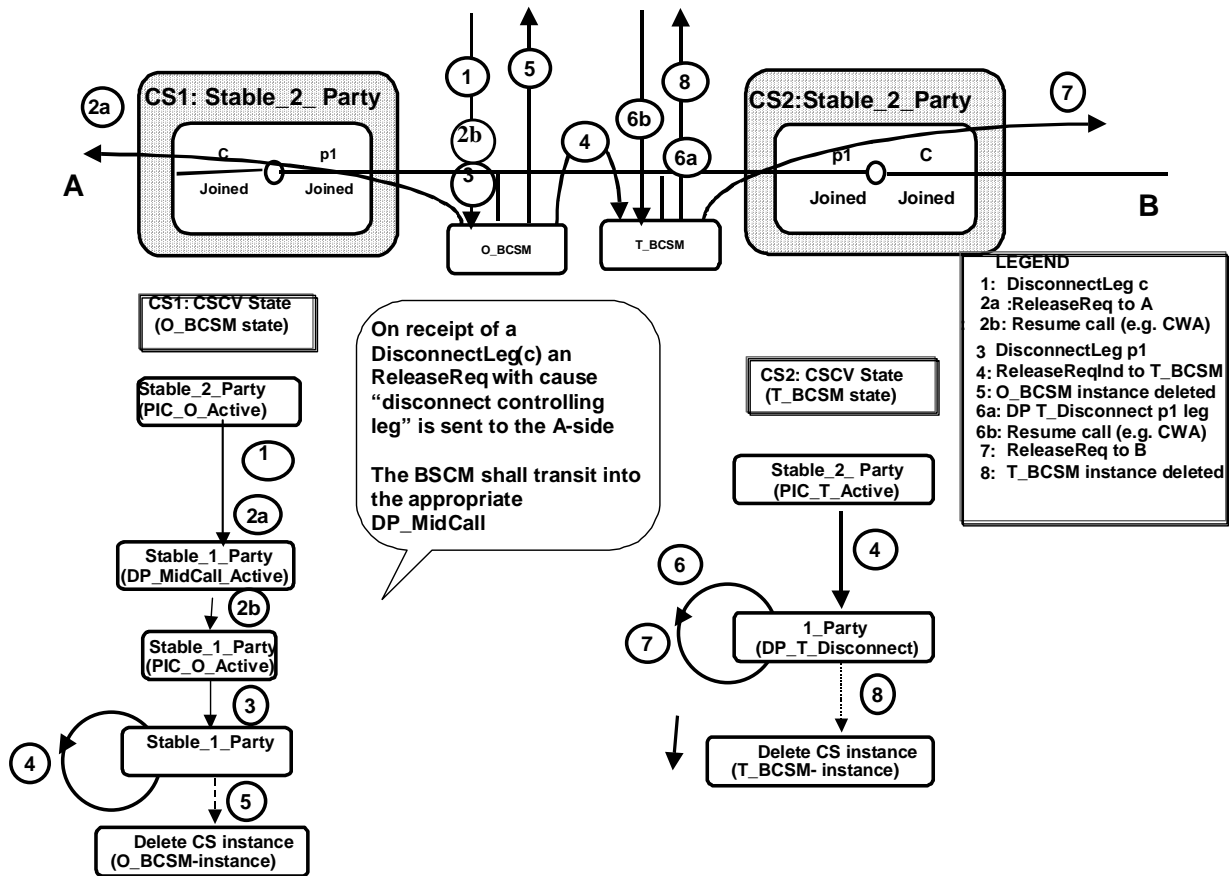 1
5
8
CS1: Stable_2_ Party
CS2:Stable_2_Party
7
2a
2b
4
6b
6a
3
C
p1
p1
C
A
Joined
Joined
Joined
Joined
B
O_BCSM
T_BCSM
LEGEND
1: DisconnectLeg c
2a :ReleaseReq to A
: 2b: Resume call (e.g. CWA)
3 DisconnectLeg p1
4: ReleaseReqInd to T_BCSM
5: O_BCSM instance deleted
6a: DP T_Disconnect p1 leg
6b: Resume call (e.g. CWA)
7: ReleaseReq to B
8: T_BCSM instance deleted
CS1: CSCV State
(O_BCSM state)
Stable_2_Party
(PIC_O_Active)
1
2a
Stable_1_Party
(DP_MidCall_Active)
2b
Stable_1_Party
(PIC_O_Active)
3
Stable_1_Party
4
5
Delete CS instance
(O_BCSM-instance)
On receipt of a
DisconnectLeg(c) an
ReleaseReq with cause
“disconnect controlling
leg” is sent to the A-side
The BSCM shall transit into
the appropriate
DP_MidCall
CS2: CSCV State
(T_BCSM state)
Stable_2_ Party
(PIC_T_Active)
4
6
1_Party
(DP_T_Disconnect)
7
8
Delete CS instance
(T_BCSM- instance)